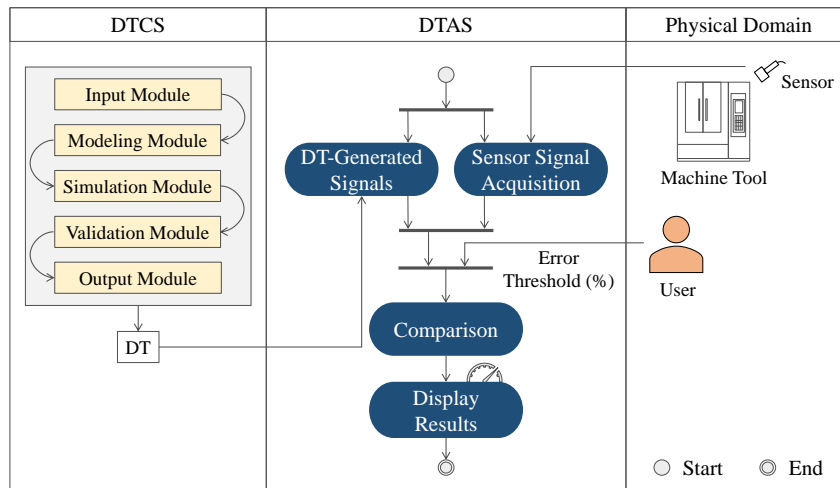 DTCS
DTAS
Physical Domain
Input Module
Modeling Module
Simulation Module
Validation Module
Output Module
DT
DT-Generated
Signals
Sensor Signal
Acquisition
Sensor
Machine Tool
Error
Threshold (%)
User
Comparison
Display
Results
Start
End